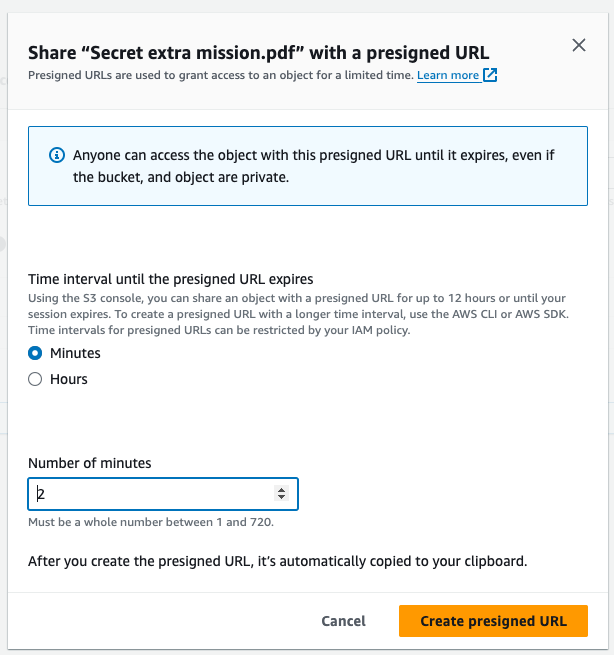 Share “Secret extra mission.pdf” with a presigned URL
Presigned URLs are used to grant access to an object for a limited time. Learn more
Anyone can access the object with this presigned URL until it expires, even if
the bucket, and object are private.
Time interval until the presigned URL expires
Using the S3 console, you can share an object with a presigned URL for up to 12 hours or until your
session expires. To create a presigned URL with a longer time interval, use the AWS CLI or AWS SDK.
Time intervals for presigned URLs can be restricted by your IAM policy.
Minutes
Hours
Number of minutes
2
Must be a whole number between 1 and 720.
After you create the presigned URL, it’s automatically copied to your clipboard.
Cancel
Create presigned URL